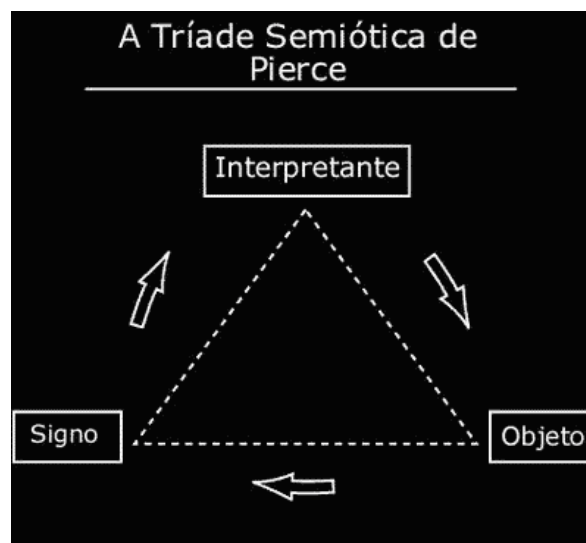 A Tríade Semiótica de
Pierce
Interpretante
Signo
Objeto